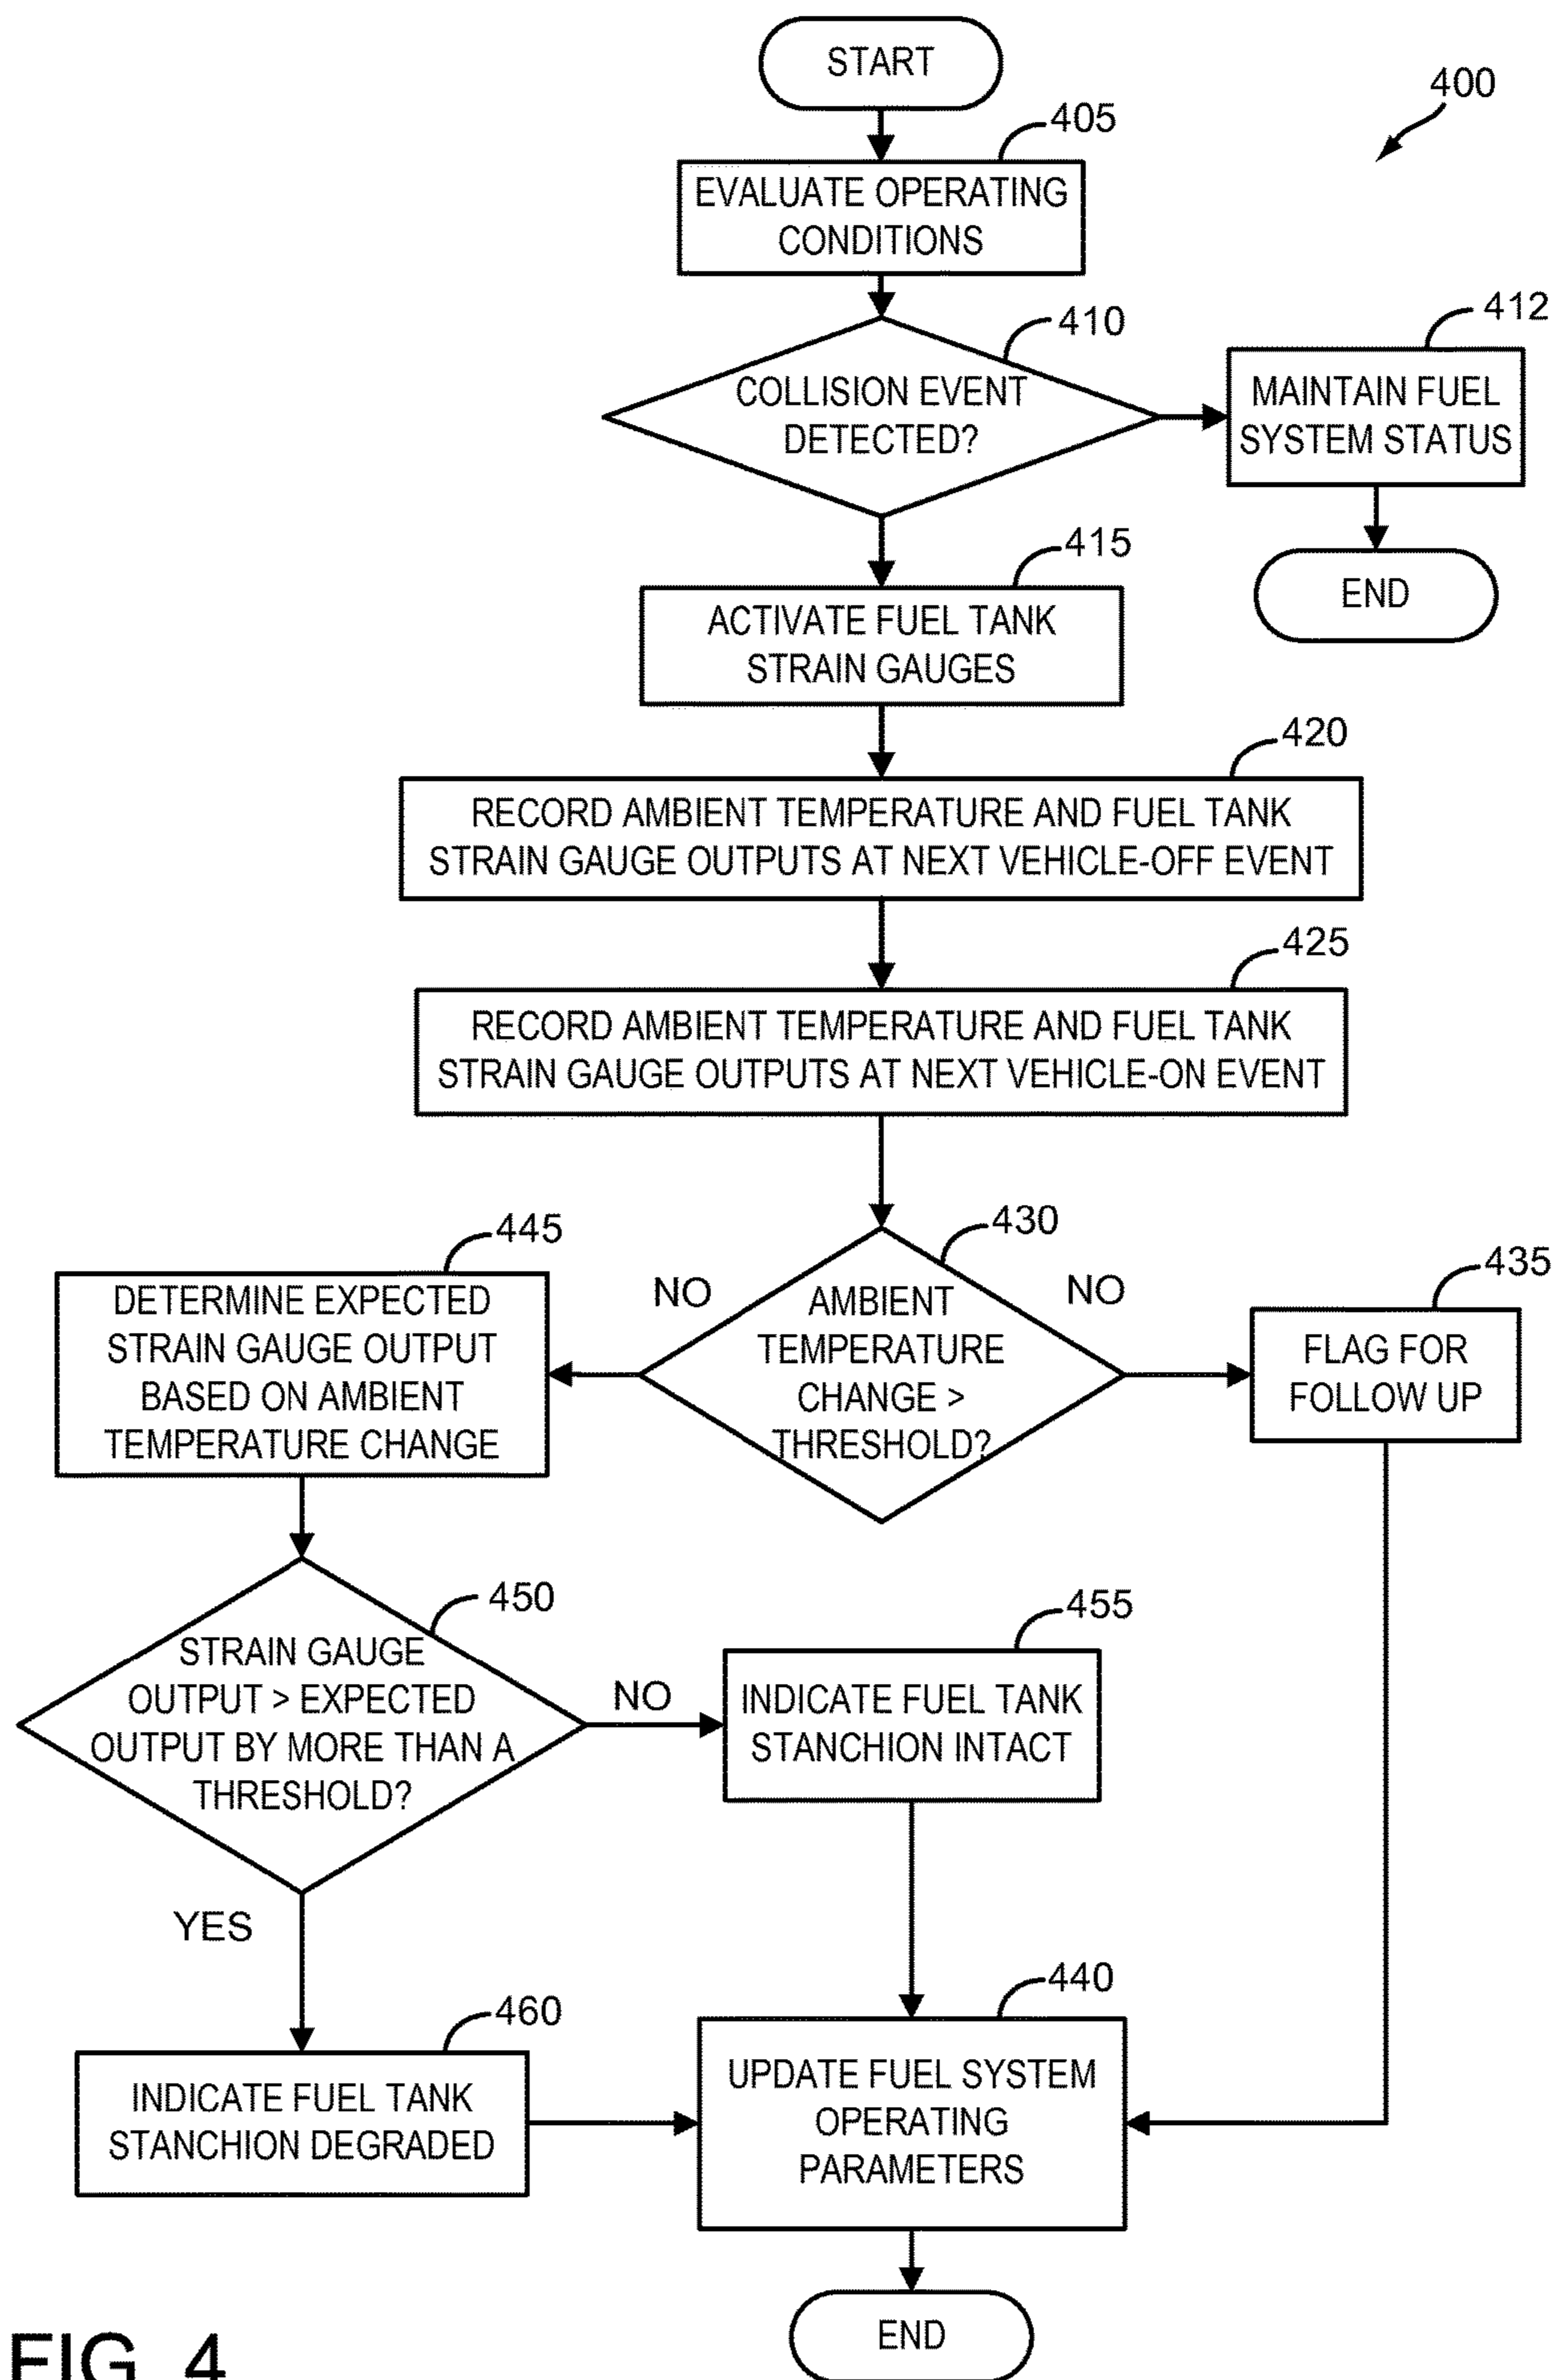 START
400
405
EVALUATE OPERATING
CONDITIONS
410
COLLISION EVENT
DETECTED?
412
MAINTAIN FUEL
SYSTEM STATUS
END
415
ACTIVATE FUEL TANK
STRAIN GAUGES
420
RECORD AMBIENT TEMPERATURE AND FUEL TANK
STRAIN GAUGE OUTPUTS AT NEXT VEHICLE-OFF EVENT
425
RECORD AMBIENT TEMPERATURE AND FUEL TANK
STRAIN GAUGE OUTPUTS AT NEXT VEHICLE-ON EVENT
430
AMBIENT
TEMPERATURE
CHANGE >
THRESHOLD?
NO
NO
435
FLAG FOR
FOLLOW UP
445
DETERMINE EXPECTED
STRAIN GAUGE OUTPUT
BASED ON AMBIENT
TEMPERATURE CHANGE
450
STRAIN GAUGE
OUTPUT > EXPECTED
OUTPUT BY MORE THAN A
THRESHOLD?
NO
455
INDICATE FUEL TANK
STANCHION INTACT
YES
460
INDICATE FUEL TANK
STANCHION DEGRADED
440
UPDATE FUEL SYSTEM
OPERATING
PARAMETERS
END
FIG. 4